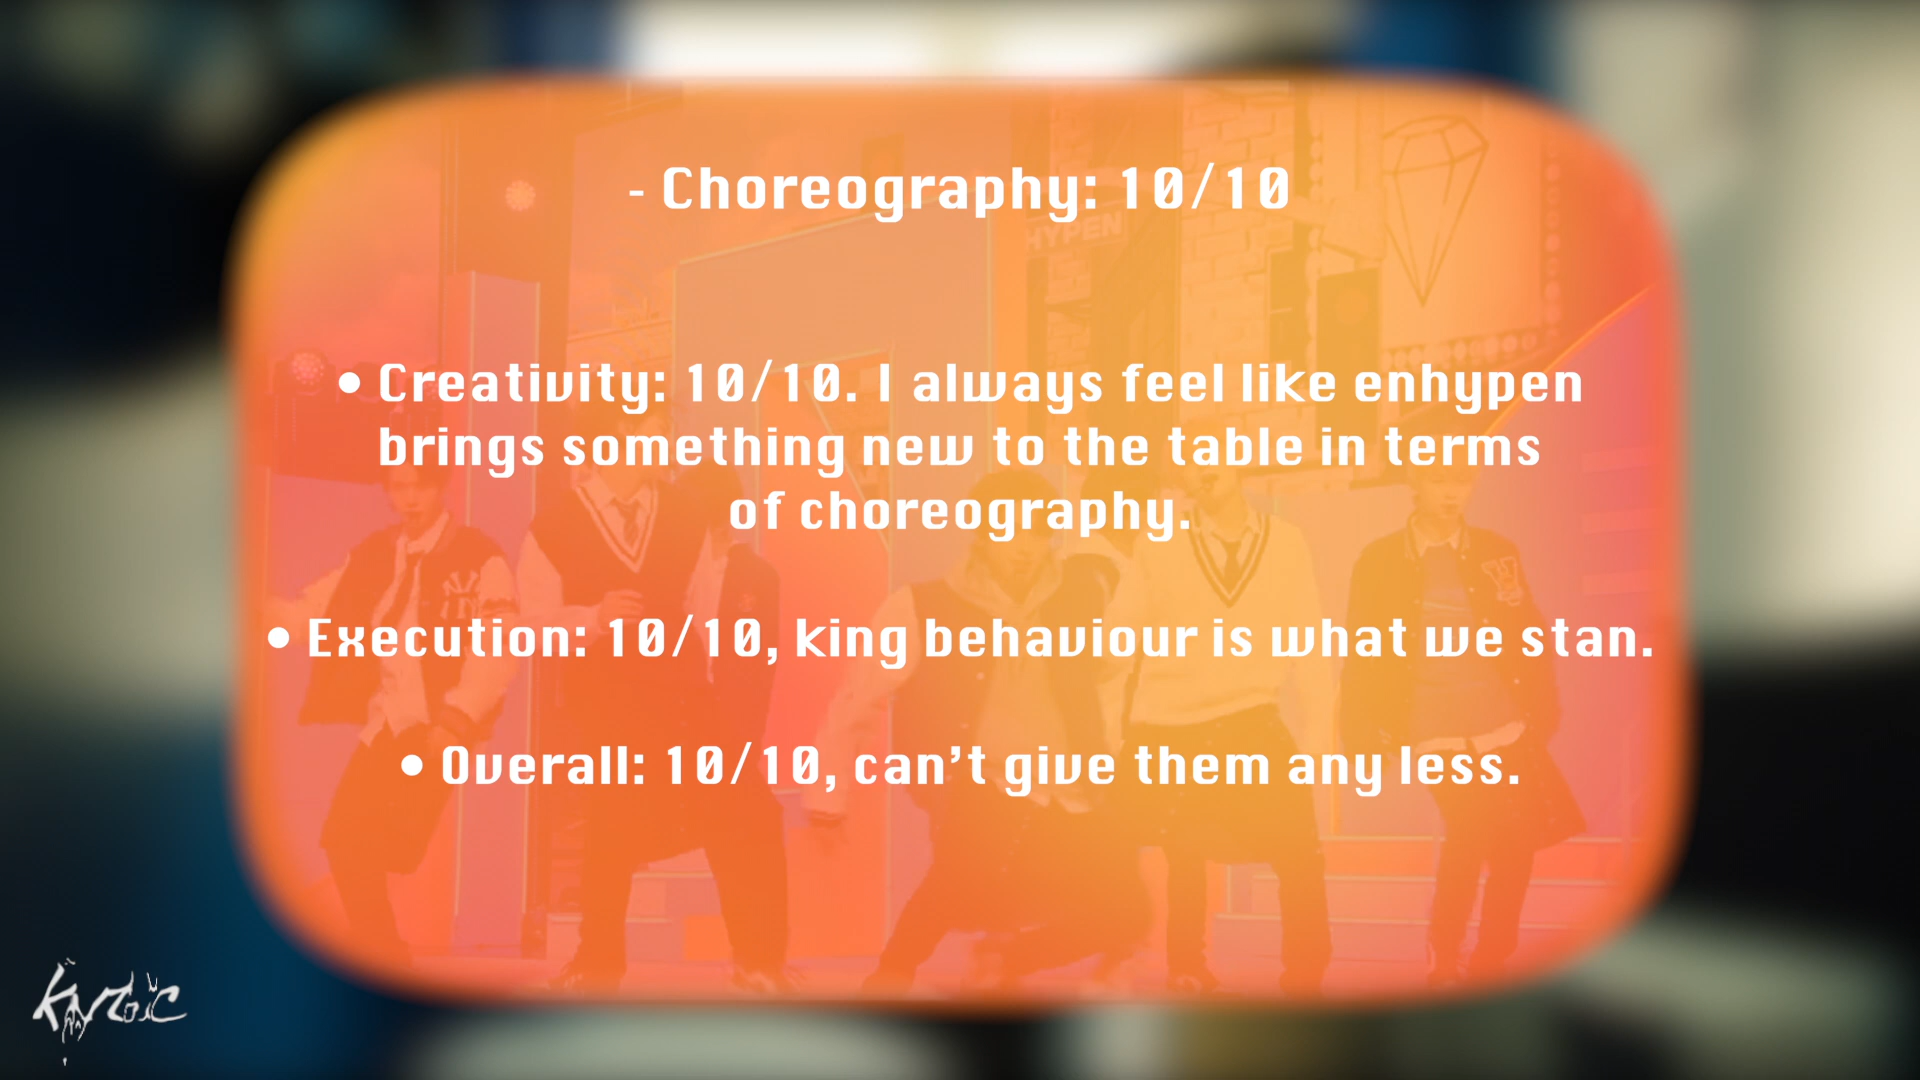 - Choreography: 10/10
HYPEN
• Creativity: 10/10. I always feel like enhypen
brings something new to the table in terms
of choreography.
• Execution: 10/10, king behaviour is what we stan.
• Overall: 10/10, can't give them any less.